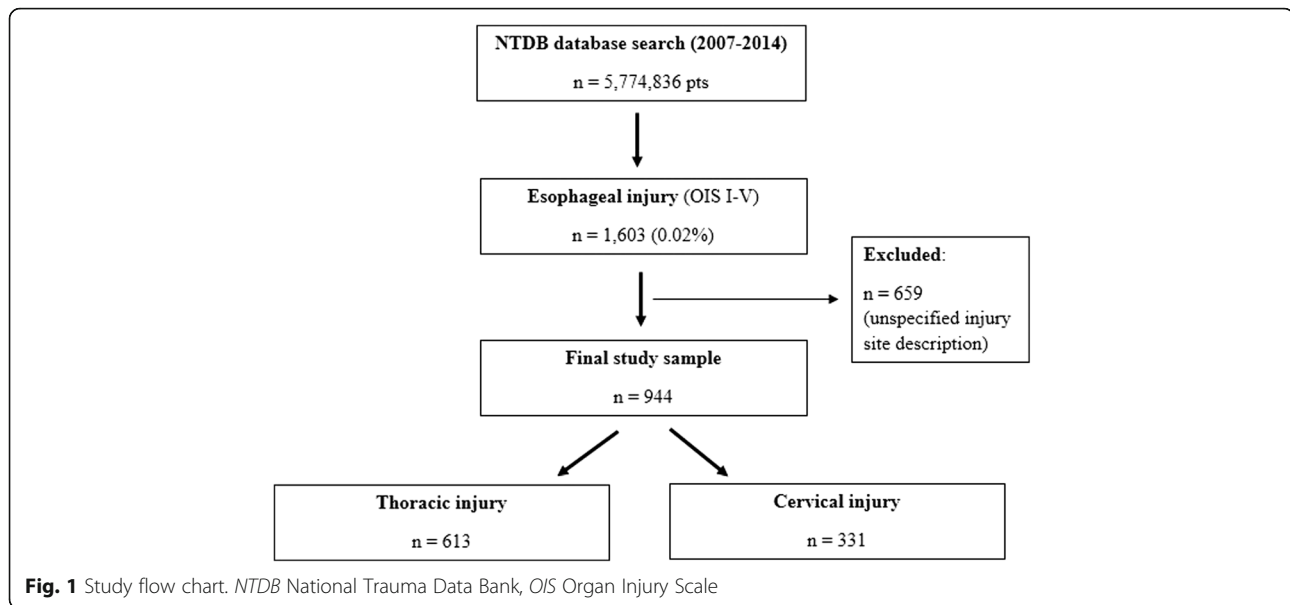 NTDB database search (2007-2014)
n = 5,774,836 pts
Esophageal injury (OIS I-V)
n = 1,603 (0.02%)
Excluded:
n = 659
(unspecified injury
site description)
Final study sample
n = 944
Thoracic injury
n = 613
Cervical injury
n = 331
Fig. 1 Study flow chart. NTDB National Trauma Data Bank, OIS Organ Injury Scale